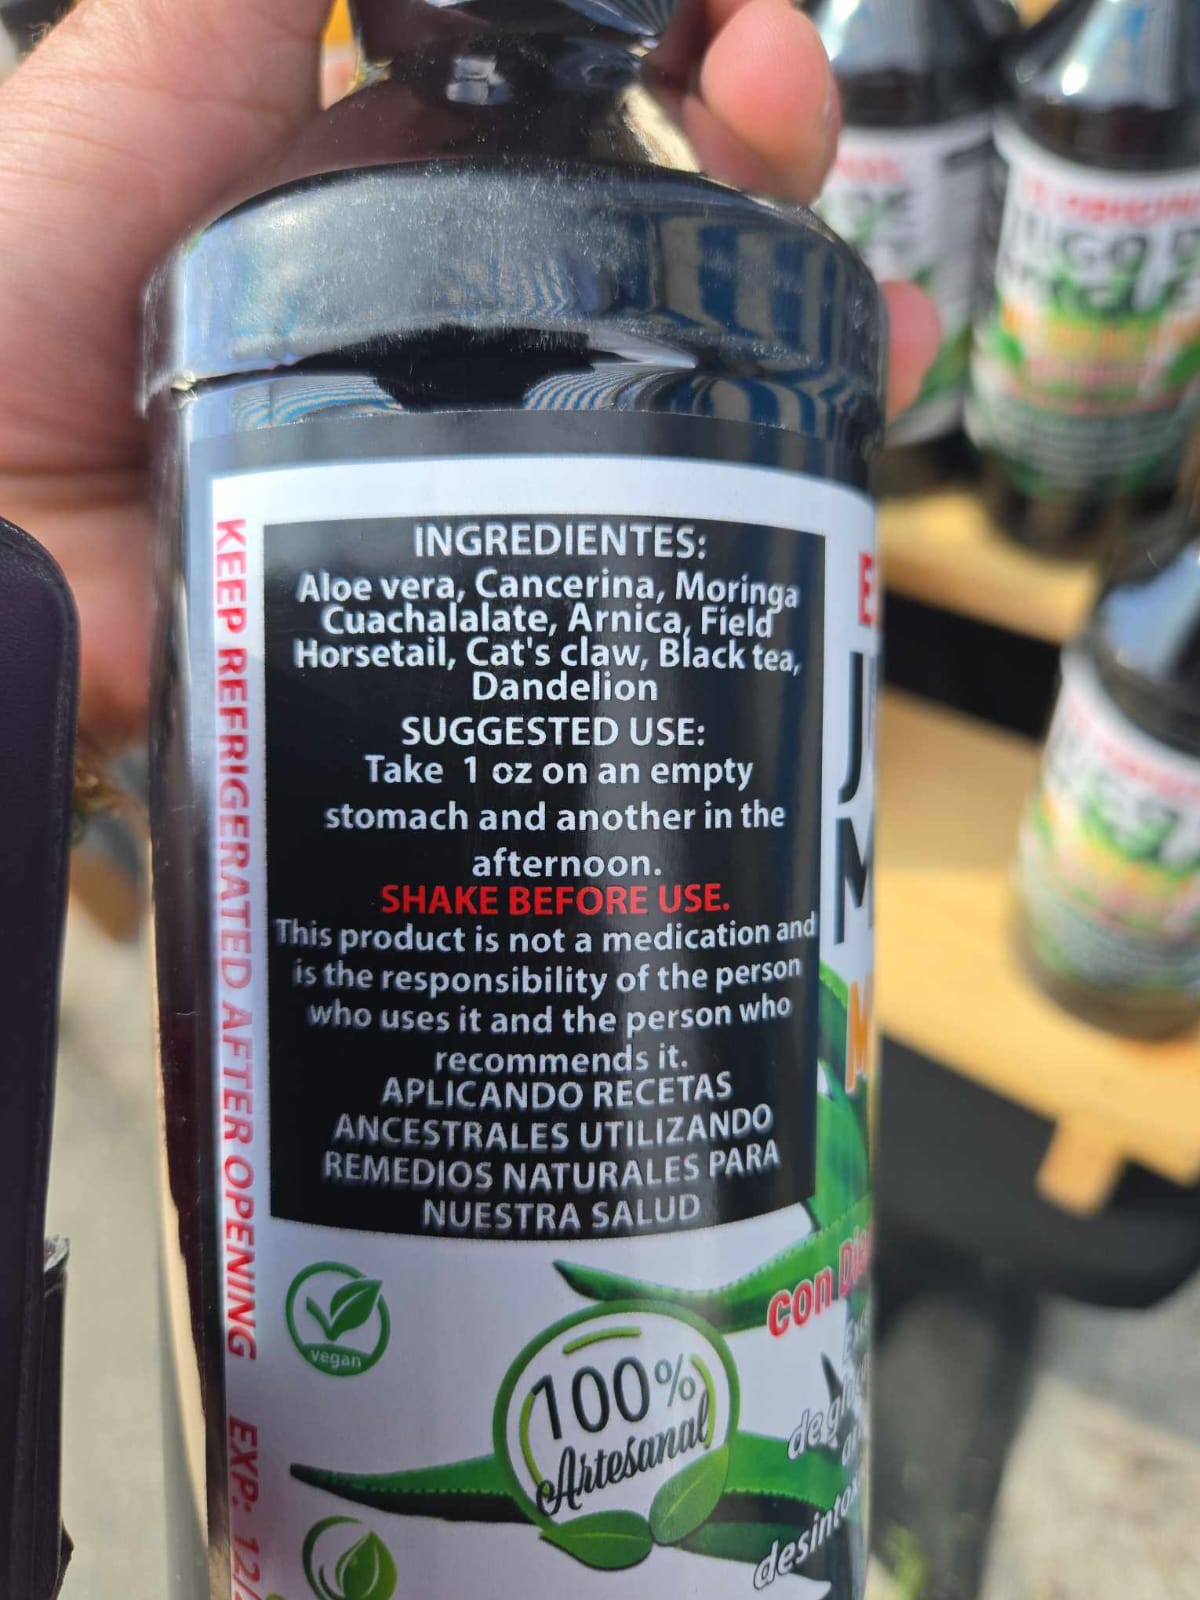 INGREDIENTES:
Aloe vera, Cancerina, Moringa
Cuachalalate, Arnica, Field
Horsetail, Cat's claw, Black tea,
Dandelion
SUGGESTED USE:
Take 1 oz on an empty
stomach and another in the
afternoon.
SHAKE BEFORE USE.
This product is not a medication and
is the responsibility of the person
who uses it and the person who
recommends it.
APLICANDO RECETAS
ANCESTRALES UTILIZANDO
REMEDIOS NATURALES PARA
NUESTRA SALUD
KEEP REFRIGERATED AFTER OPENING EXP: 12/
vegan
100%
Artesanal
con